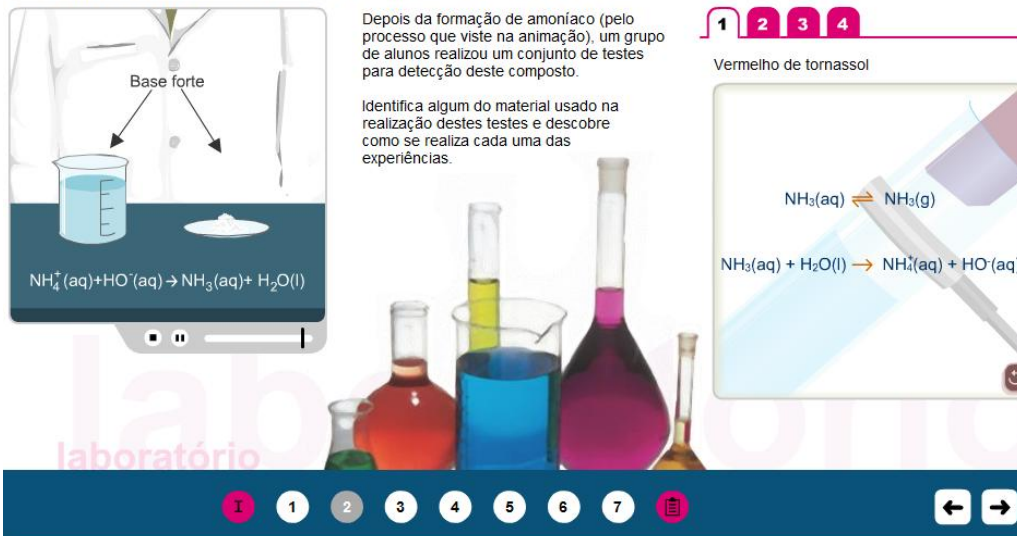 Base forte
NH₄⁺(aq)+HO⁻(aq)→NH₃(aq)+ H₂O(l)
Depois da formação de amoníaco (pelo
processo que viste na animação), um grupo
de alunos realizou um conjunto de testes
para detecção deste composto.
Identifica algum do material usado na
realização destes testes e descobre
como se realiza cada uma das
experiências.
1 2 3 4
Vermelho de tornassol
NH₃(aq) ⇌ NH₃(g)
NH₃(aq) + H₂O(l) → NH₄⁺(aq) + HO⁻(aq
laboratório
laboratório
I 1 2 3 4 5 6 7